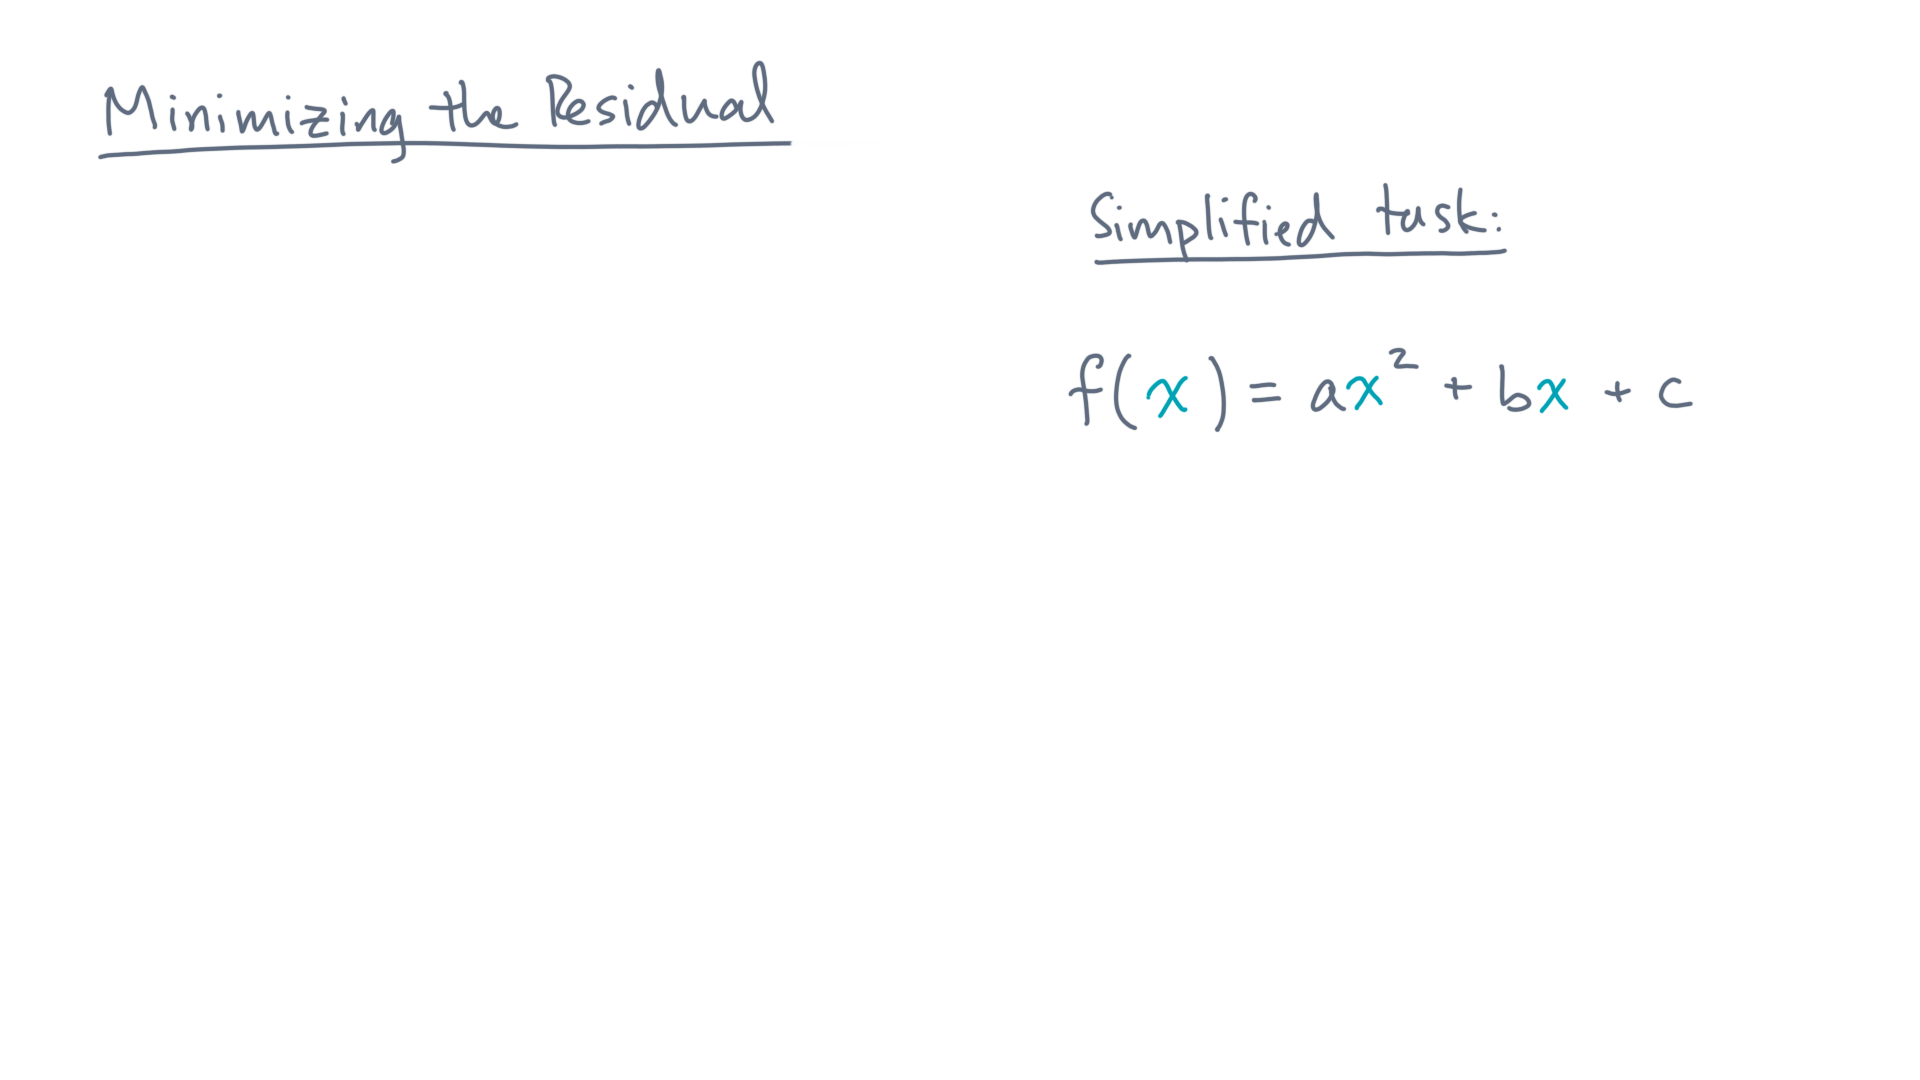 Minimizing the Residual
Simplified task:
f(x) = ax² + bx + c